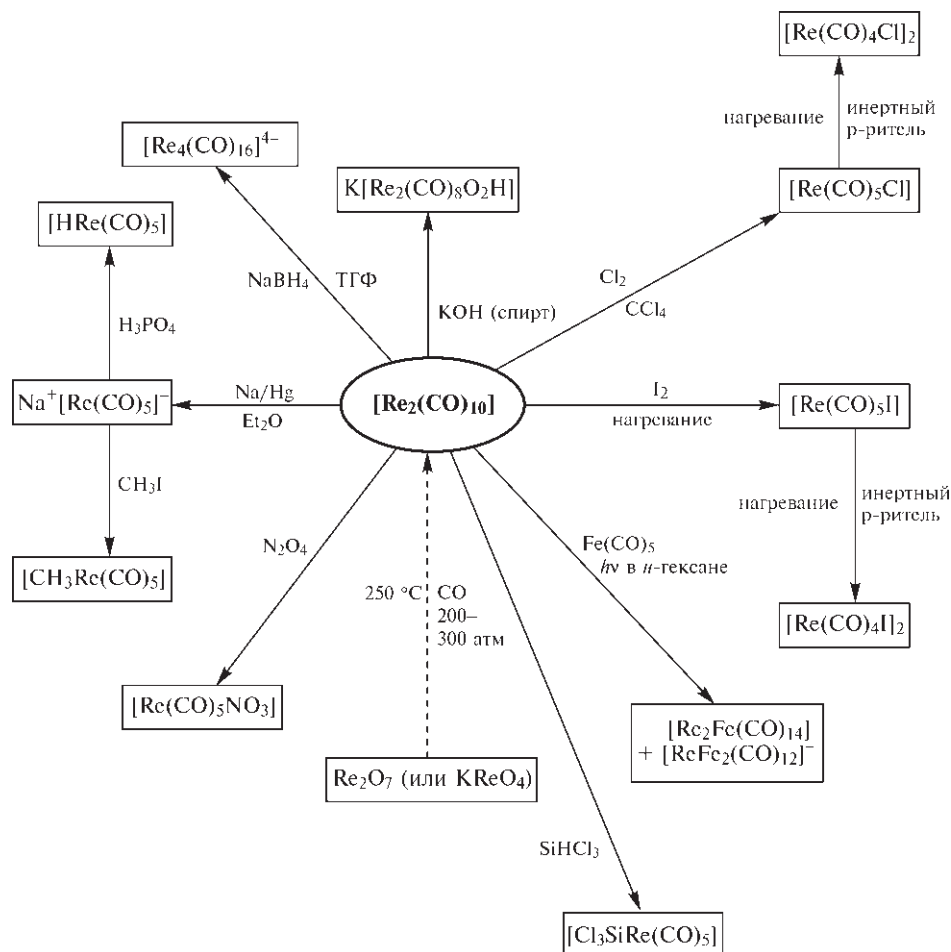 [Re(CO)₄Cl]₂
нагревание
инертный
р-ритель
[Re₄(CO)₁₆]⁴⁻
K[Re₂(CO)₈O₂H]
[Re(CO)₅Cl]
[HRe(CO)₅]
Cl₂
CCl₄
NaBH₄
ТГФ
KOH (спирт)
H₃PO₄
Na⁺[Re(CO)₅]⁻
Na/Hg
Et₂O
[Re₂(CO)₁₀]
I₂
нагревание
[Re(CO)₅I]
CH₃I
нагревание
инертный
р-ритель
N₂O₄
Fe(CO)₅
hν в н-гексане
[CH₃Re(CO)₅]
250 °C
CO
200–
300 атм
[Re(CO)₄I]₂
[Re(CO)₅NO₃]
[Re₂Fe(CO)₁₄]
+ [ReFe₂(CO)₁₂]⁻
Re₂O₇ (или KReO₄)
SiHCl₃
[Cl₃SiRe(CO)₅]